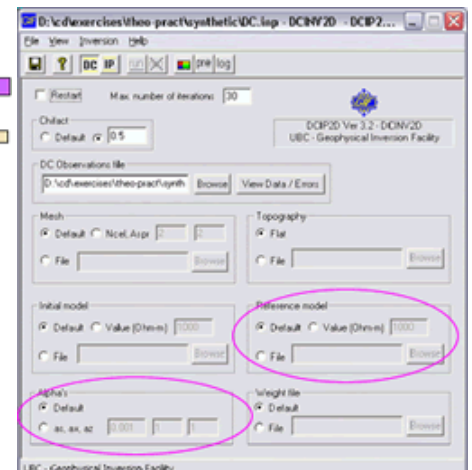 D:\cd\exercises\theo-pract\synthetic\DC.inp - DCINV2D - DCIP2...
File View Inversion Help
DC IP run pre log
Restart Max number of iterations 30
Chifact
Default 0.5
DCIP2D Ver 3.2 - DCINV2D
UBC - Geophysical Inversion Facility
DC Observations file
D:\cd\exercises\theo-pract\synth Browse View Data / Errors
Mesh Topography
Default Ncel, Aspr 2 2 Flat
File Browse File Browse
Initial model Reference model
Default Value (Ohm-m) 1000 Default Value (Ohm-m) 1000
File Browse File Browse
Alpha's Weight file
Default Default
as, ax, az 0.001 1 1 File Browse
UBC - Geophysical Inversion Facility